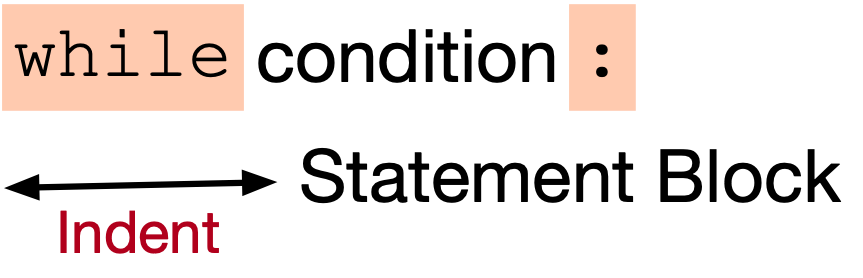 while condition :
Statement Block
Indent